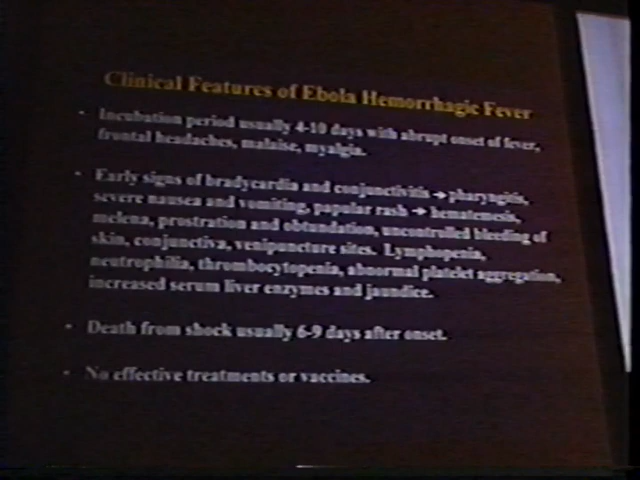 Clinical Features of Ebola Hemorrhagic Fever
• Incubation period usually 4-10 days with abrupt onset of fever,
frontal headaches, malaise, myalgia.
• Early signs of bradycardia and conjunctivitis → pharyngitis,
severe nausea and vomiting, papular rash → hematemesis,
melena, prostration and obtundation, uncontrolled bleeding of
skin, conjunctiva, venipuncture sites. Lymphopenia,
neutrophilia, thrombocytopenia, abnormal platelet aggregation,
increased serum liver enzymes and jaundice.
• Death from shock usually 6-9 days after onset.
• No effective treatments or vaccines.